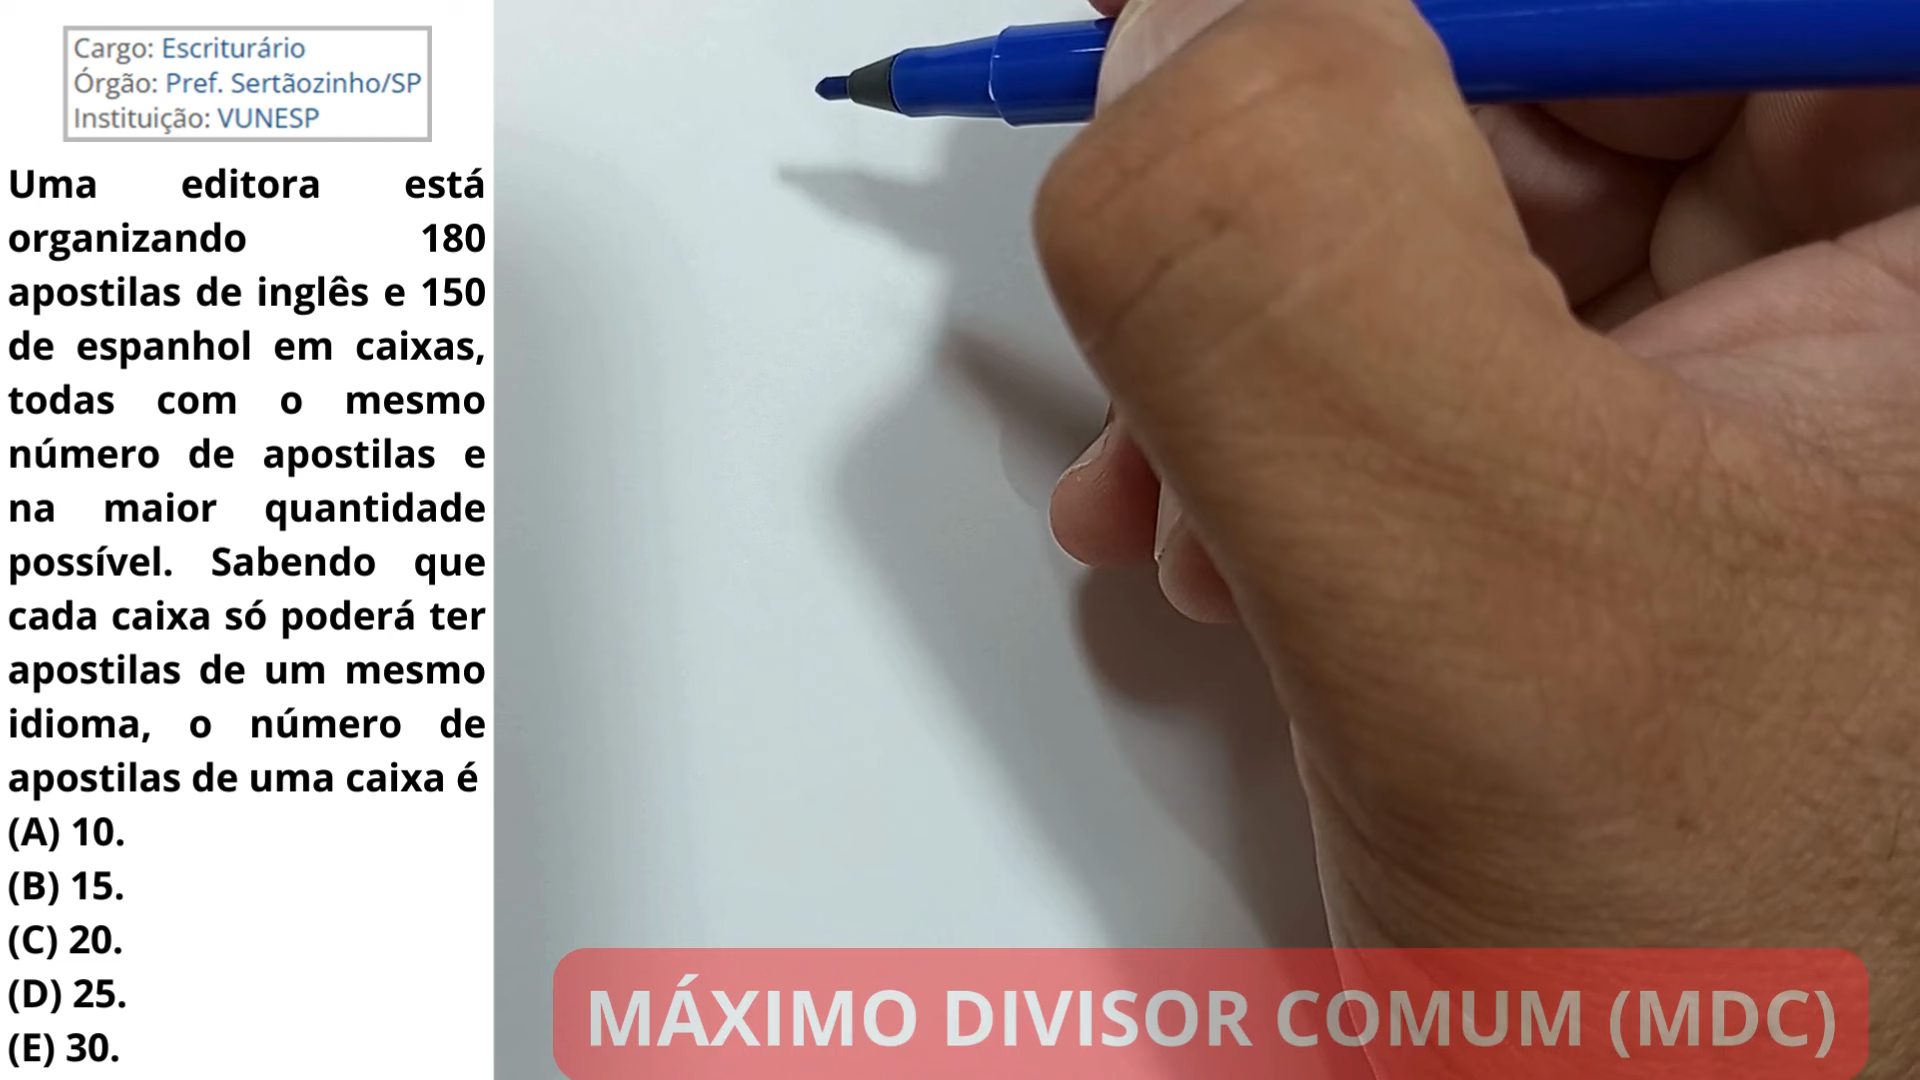 Cargo: Escriturário
Órgão: Pref. Sertãozinho/SP
Instituição: VUNESP
Uma editora está
organizando 180
apostilas de inglês e 150
de espanhol em caixas,
todas com o mesmo
número de apostilas e
na maior quantidade
possível. Sabendo que
cada caixa só poderá ter
apostilas de um mesmo
idioma, o número de
apostilas de uma caixa é
(A) 10.
(B) 15.
(C) 20.
(D) 25.
(E) 30.
MÁXIMO DIVISOR COMUM (MDC)